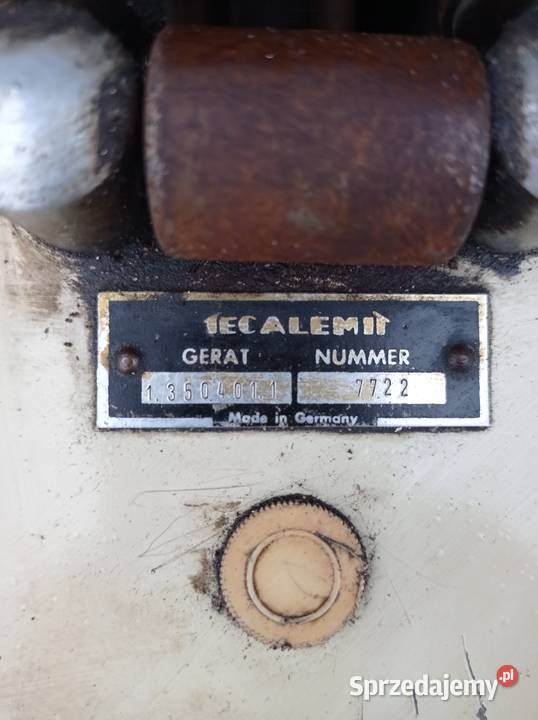 TECALEMIT
GERAT NUMMER
1.3504011 7722
Made in Germany
Sprzedajemy.pl